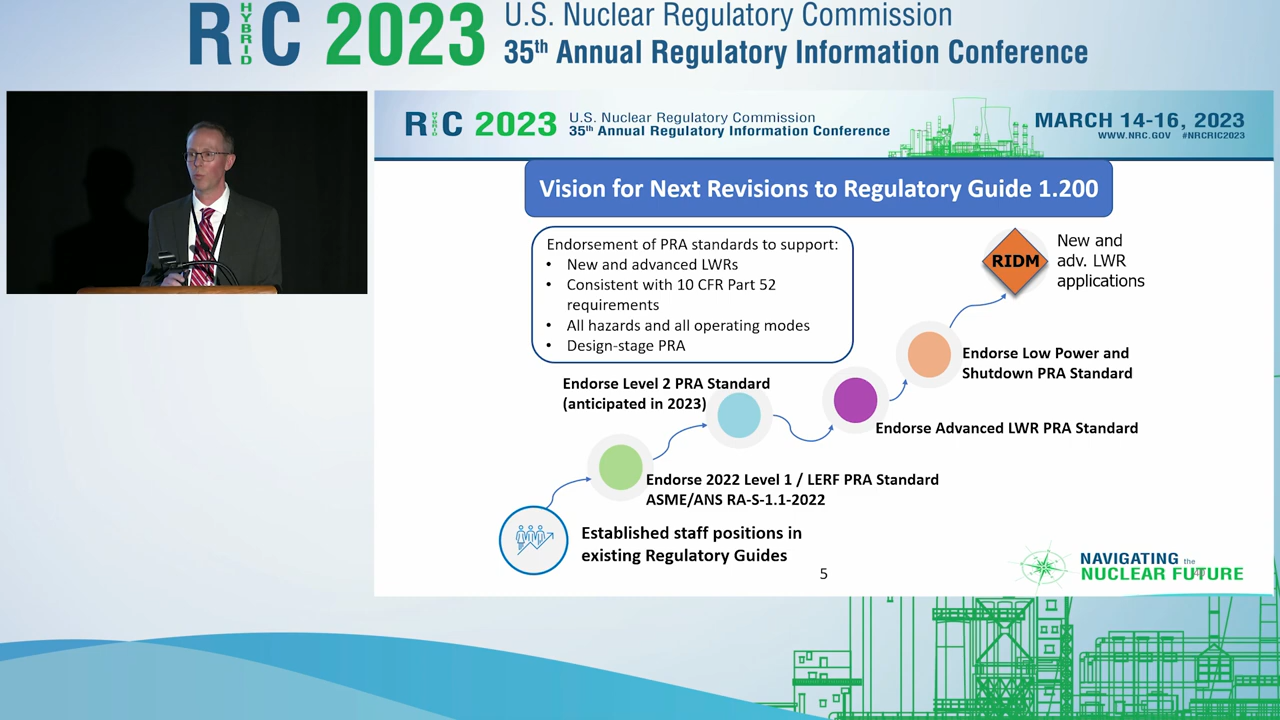 RIC 2023
HYBRID
U.S. Nuclear Regulatory Commission
35th Annual Regulatory Information Conference
RIC 2023
HYBRID
U.S. Nuclear Regulatory Commission
35th Annual Regulatory Information Conference
MARCH 14-16, 2023
WWW.NRC.GOV #NRCRIC2023
Vision for Next Revisions to Regulatory Guide 1.200
Endorsement of PRA standards to support:
• New and advanced LWRs
• Consistent with 10 CFR Part 52
requirements
• All hazards and all operating modes
• Design-stage PRA
RIDM
New and
adv. LWR
applications
Endorse Low Power and
Shutdown PRA Standard
Endorse Level 2 PRA Standard
(anticipated in 2023)
Endorse Advanced LWR PRA Standard
Endorse 2022 Level 1 / LERF PRA Standard
ASME/ANS RA-S-1.1-2022
Established staff positions in
existing Regulatory Guides
5
NAVIGATING the
NUCLEAR FUTURE